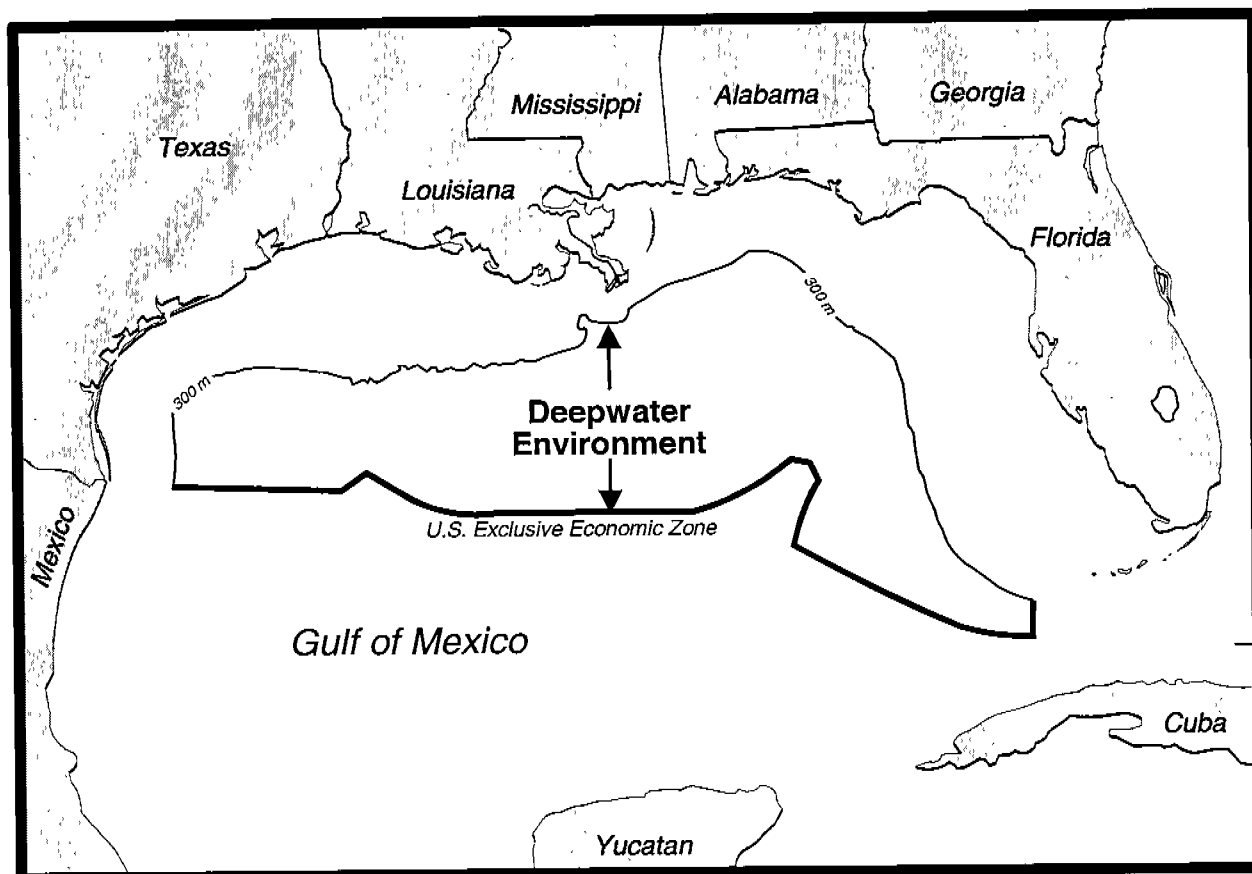 Mississippi
Alabama
Georgia
Texas
Louisiana
Florida
300 m
300 m
Deepwater
Environment
U.S. Exclusive Economic Zone
Mexico
Gulf of Mexico
Cuba
Yucatan